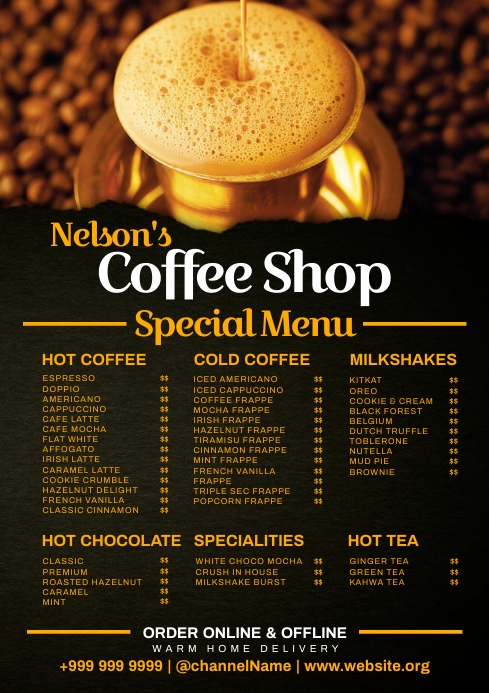 Nelson's
Coffee Shop
Special Menu
HOT COFFEE
ESPRESSO $$
DOPPIO $$
AMERICANO $$
CAPPUCCINO $$
CAFE LATTE $$
CAFE MOCHA $$
FLAT WHITE $$
AFFOGATO $$
IRISH LATTE $$
CARAMEL LATTE $$
COOKIE CRUMBLE $$
HAZELNUT DELIGHT $$
FRENCH VANILLA $$
CLASSIC CINNAMON $$
COLD COFFEE
ICED AMERICANO $$
ICED CAPPUCCINO $$
COFFEE FRAPPE $$
MOCHA FRAPPE $$
IRISH FRAPPE $$
HAZELNUT FRAPPE $$
TIRAMISU FRAPPE $$
CINNAMON FRAPPE $$
MINT FRAPPE $$
FRENCH VANILLA $$
FRAPPE $$
TRIPLE SEC FRAPPE $$
POPCORN FRAPPE $$
MILKSHAKES
KITKAT $$
OREO $$
COOKIE & CREAM $$
BLACK FOREST $$
BELGIUM $$
DUTCH TRUFFLE $$
TOBLERONE $$
NUTELLA $$
MUD PIE $$
BROWNIE $$
HOT CHOCOLATE
CLASSIC $$
PREMIUM $$
ROASTED HAZELNUT $$
CARAMEL $$
MINT $$
SPECIALITIES
WHITE CHOCO MOCHA $$
CRUSH IN HOUSE $$
MILKSHAKE BURST $$
HOT TEA
GINGER TEA $$
GREEN TEA $$
KAHWA TEA $$
ORDER ONLINE & OFFLINE
WARM HOME DELIVERY
+999 999 9999 | @channelName | www.website.org